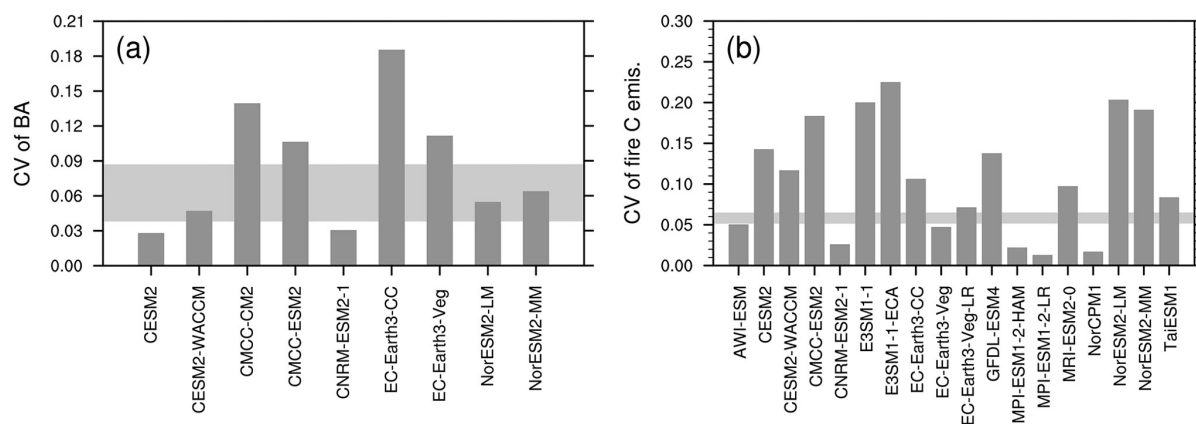 (a)
CV of BA
0.21
0.18
0.15
0.12
0.09
0.06
0.03
0.00
CESM2
CESM2-WACCM
CMCC-CM2
CMICC-ESM2
CNRM-ESM2-1
EC-Earth3-CC
EC-Earth3-Veg
NorESM2-LM
NorESM2-MM
(b)
CV of fire C emis.
0.30
0.25
0.20
0.15
0.10
0.05
0.00
AWI-ESM
CESM2
CESM2-WACCM
CMCC-ESM2
CNRM-ESM2-1
E3SM1-1
E3SM1-1-ECA
EC-Earth3-CC
EC-Earth3-Veg
EC-Earth3-Veg-LR
GFDL-ESM4
MPI-ESM1-2-HAM
MPI-ESM1-2-LR
MRI-ESM2-0
NorCPM1
NorESM2-LM
NorESM2-MM
TaiESM1